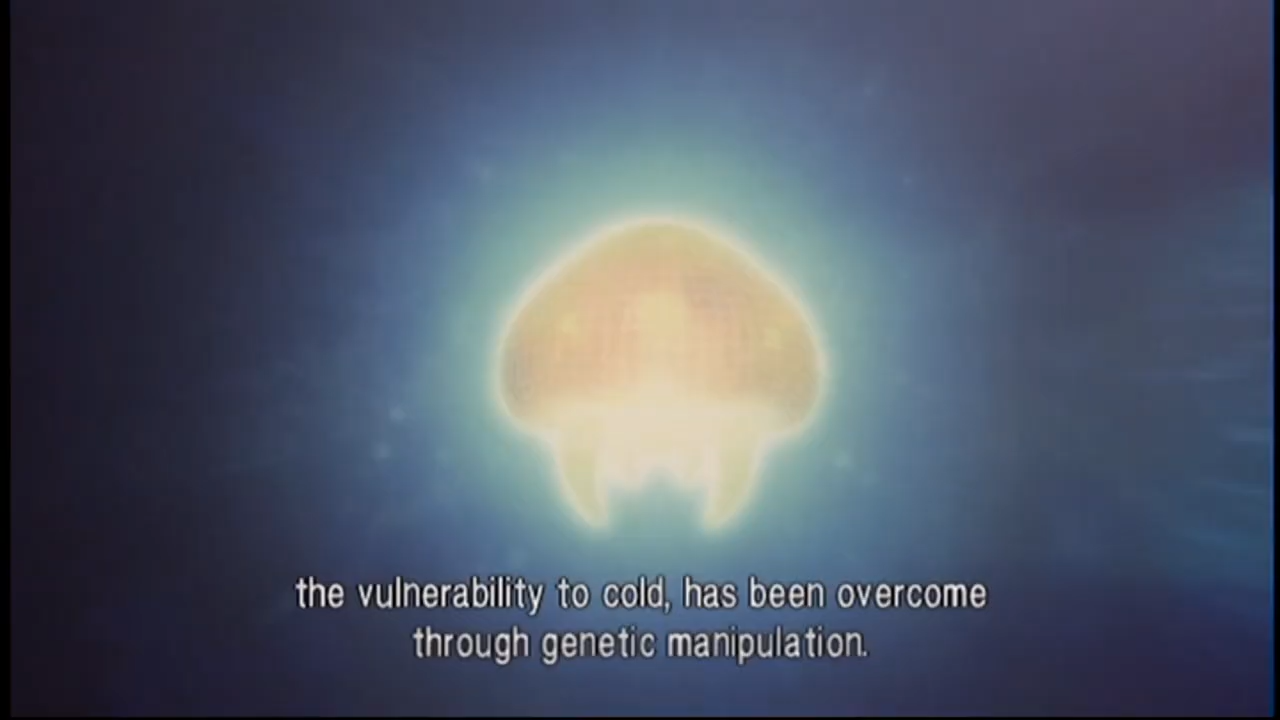 the vulnerability to cold, has been overcome
through genetic manipulation.